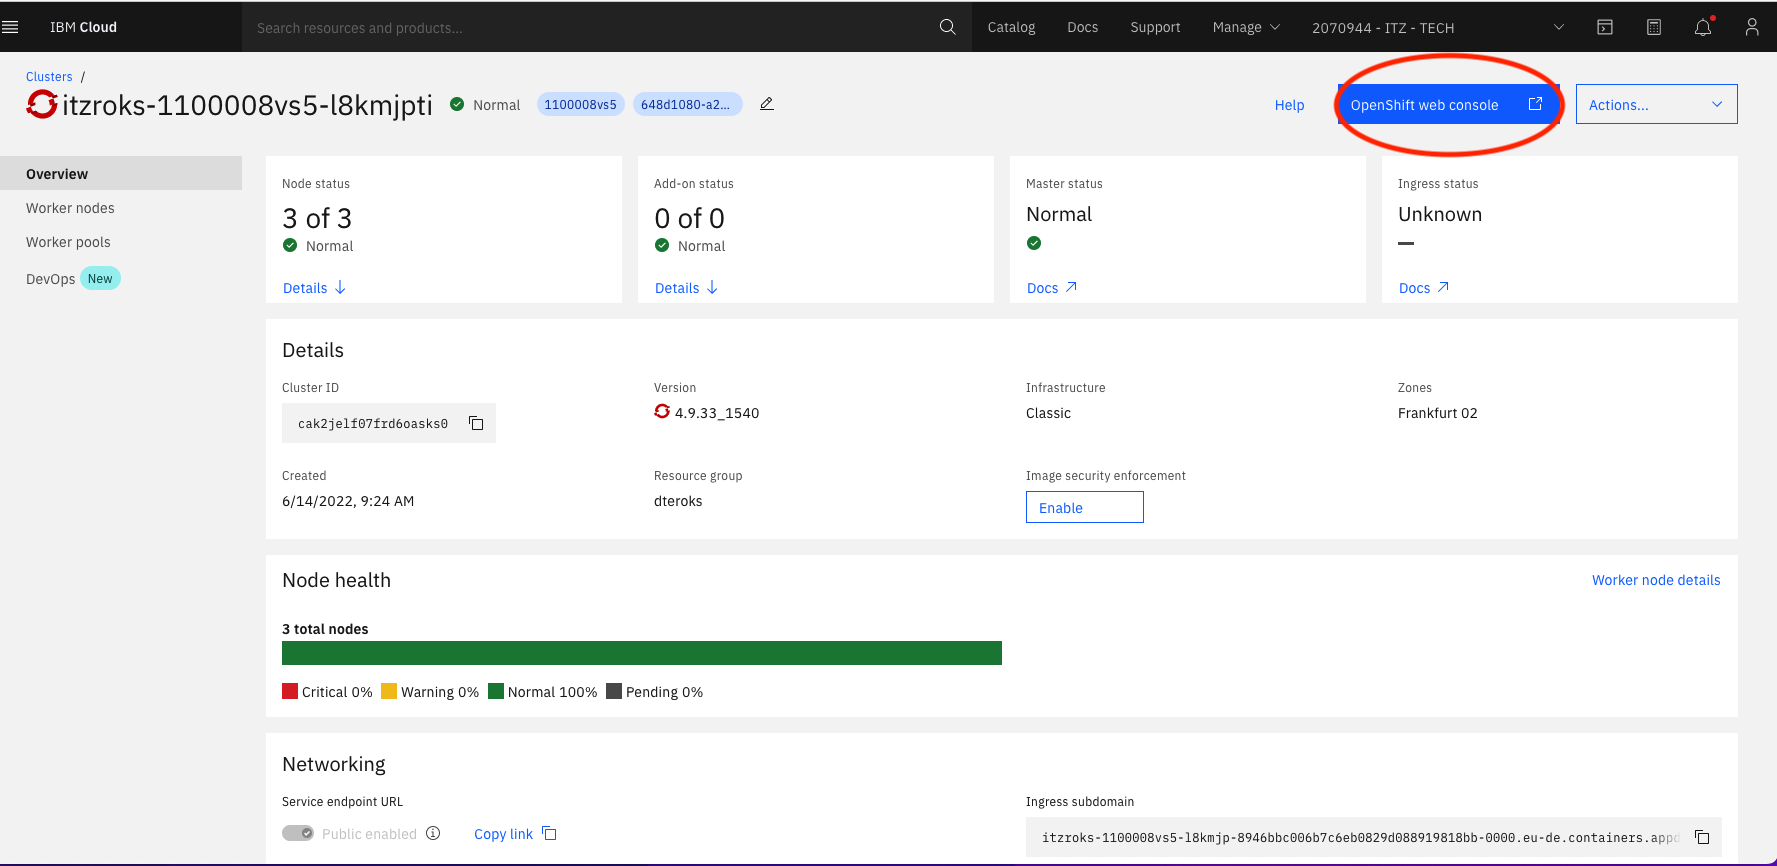 IBM Cloud
Search resources and products...
Catalog
Docs
Support
Manage
2070944 - ITZ - TECH
Clusters /
itzroks-1100008vs5-l8kmjpti
Normal
1100008vs5
648d1080-a2...
Help
OpenShift web console
Actions...
Overview
Worker nodes
Worker pools
DevOps New
Node status
3 of 3
Normal
Details
Add-on status
0 of 0
Normal
Details
Master status
Normal
Docs
Ingress status
Unknown
Docs
Details
Cluster ID
cak2jelf07frd6oasks0
Version
4.9.33_1540
Infrastructure
Classic
Zones
Frankfurt 02
Created
6/14/2022, 9:24 AM
Resource group
dteroks
Image security enforcement
Enable
Node health
Worker node details
3 total nodes
Critical 0% Warning 0% Normal 100% Pending 0%
Networking
Service endpoint URL
Public enabled
Copy link
Ingress subdomain
itzroks-1100008vs5-l8kmjp-8946bbc006b7c6eb0829d088919818bb-0000.eu-de.containers.appd